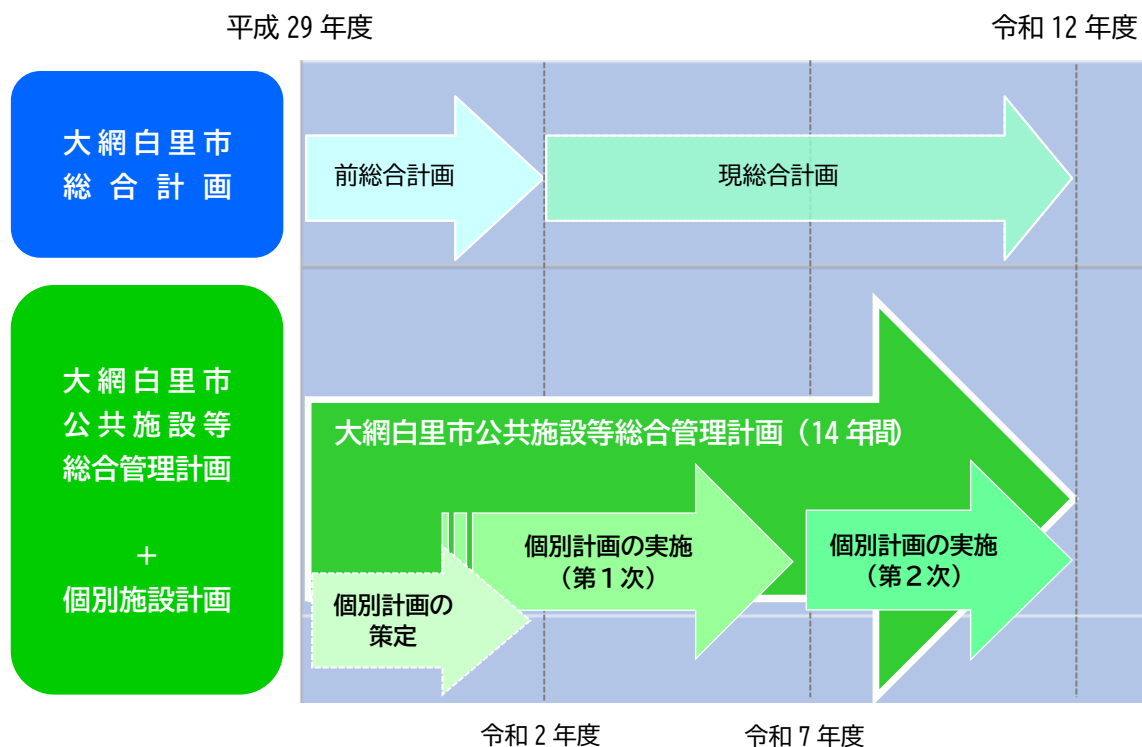 平成 29 年度
令和 12 年度
大網白里市
総合計画
前総合計画
現総合計画
大網白里市
公共施設等
総合管理計画
＋
個別施設計画
大網白里市公共施設等総合管理計画（14 年間）
個別計画の実施
（第１次）
個別計画の実施
（第２次）
個別計画の
策定
令和 2 年度
令和 7 年度